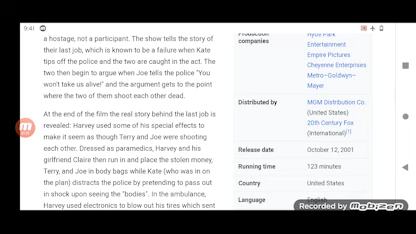 9:41
a hostage, not a participant. The show tells the story of
their last job, which is known to be a failure when Kate
tips off the police and the two are caught in the act. The
two then begin to argue when Joe tells the police "You
won't take us alive!" and the argument gets to the point
where the two of them shoot each other dead.
At the end of the film the real story behind the last job is
revealed: Harvey used some of his special effects to
make it seem as though Terry and Joe were shooting
each other. Dressed as paramedics, Harvey and his
girlfriend Claire then run in and place the stolen money,
Terry, and Joe in body bags while Kate (who was in on
the plan) distracts the police by pretending to pass out
in shock upon seeing the "bodies". In the ambulance,
Harvey used electronics to blow out his tires which sent
Production
companies
Hyde Park
Entertainment
Empire Pictures
Cheyenne Enterprises
Metro–Goldwyn–
Mayer
Distributed by
MGM Distribution Co.
(United States)
20th Century Fox
(International)[1]
Release date
October 12, 2001
Running time
123 minutes
Country
United States
Language
English
Recorded by Mobizen